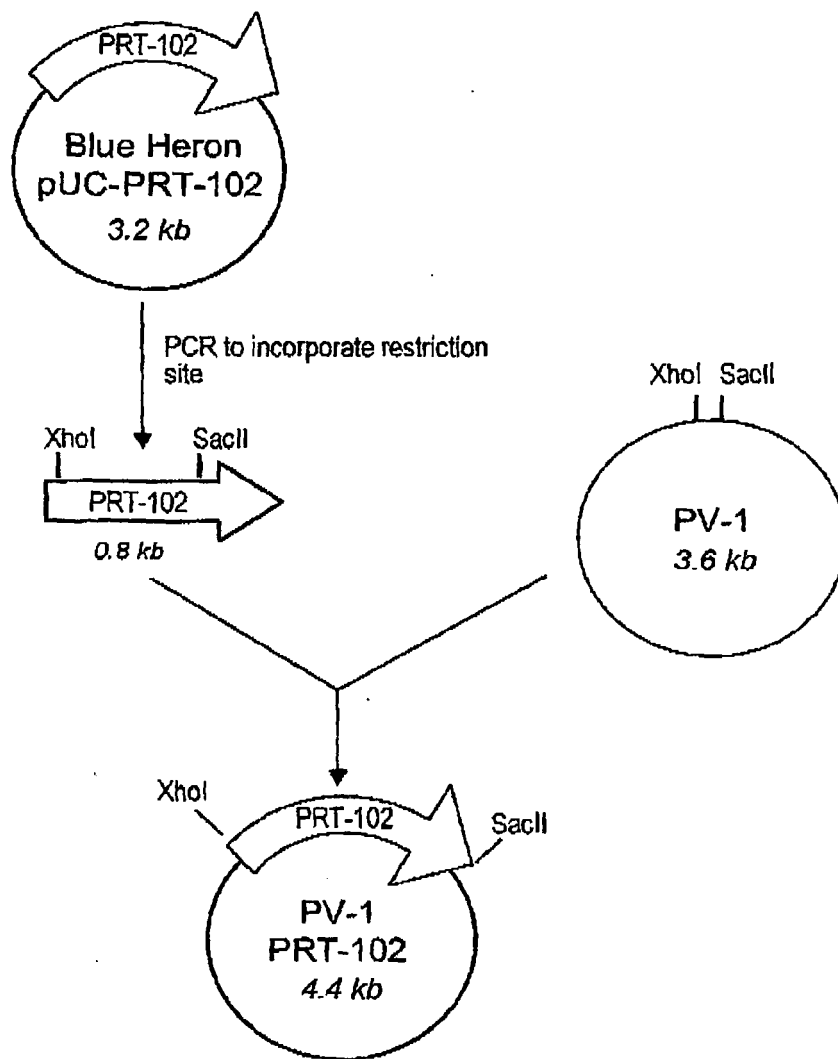 PRT-102
Blue Heron
pUC-PRT-102
3.2 kb
PCR to incorporate restriction
site
XhoI SacII
PRT-102
0.8 kb
XhoI SacII
PV-1
3.6 kb
XhoI
PRT-102
SacII
PV-1
PRT-102
4.4 kb